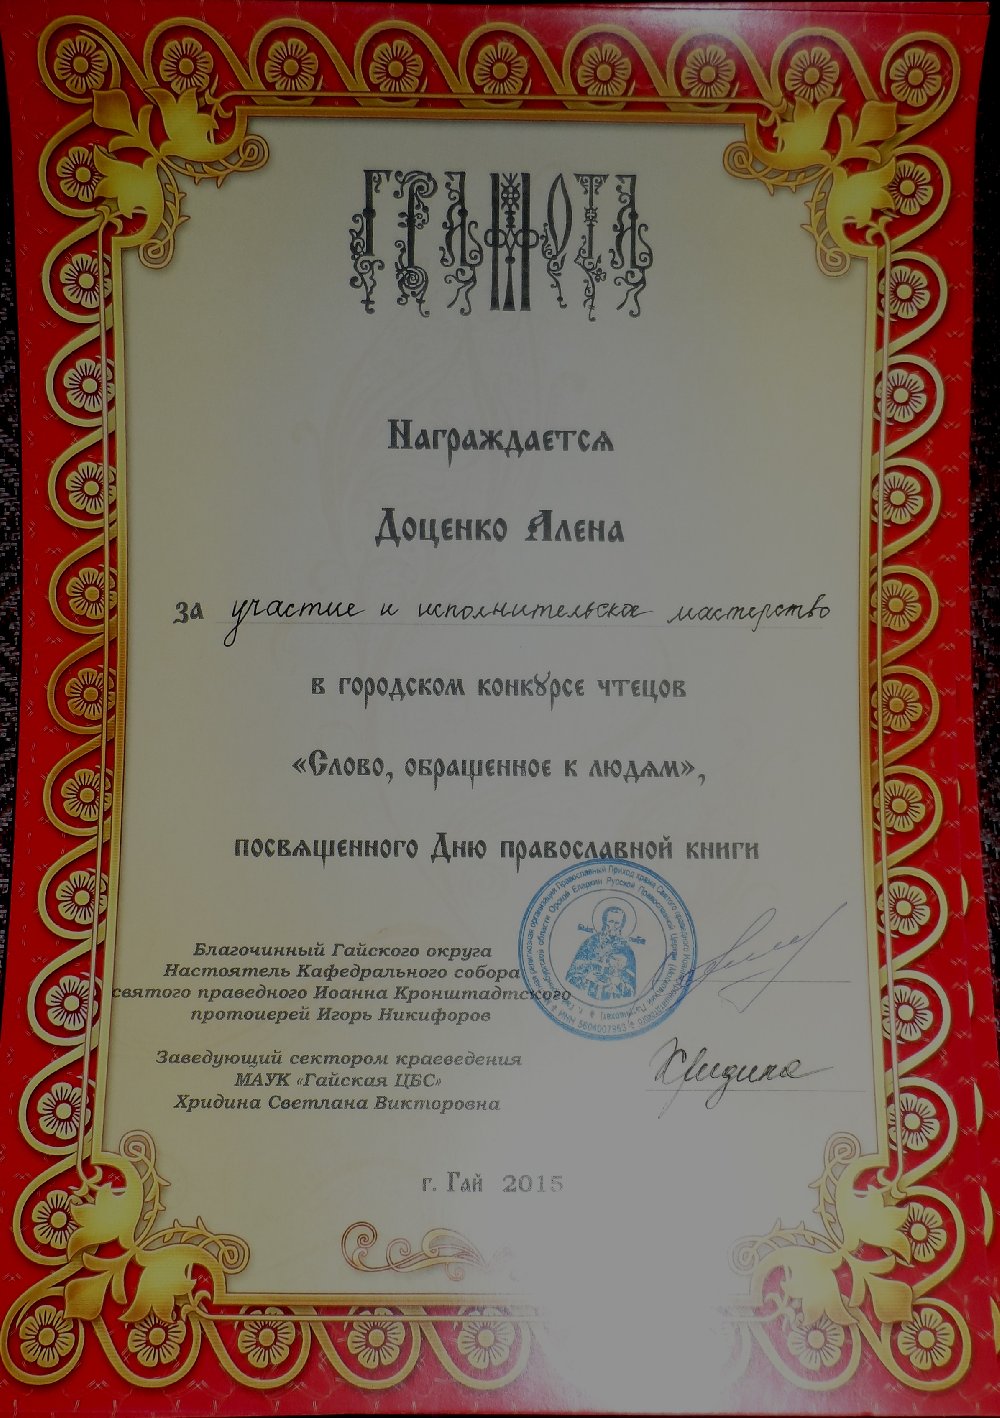 ГРАМОТА
Награждается
Доценко Алена
за участие и исполнительское мастерство
в городском конкурсе чтецов
«Слово, обращенное к людям»,
посвященного Дню православной книги
Благочинный Гайского округа
Настоятель Кафедрального собора
святого праведного Иоанна Кронштадтского
протоиерей Игорь Никифоров
Заведующий сектором краеведения
МАУК «Гайская ЦБС»
Хридина Светлана Викторовна
Хридина
г. Гай 2015